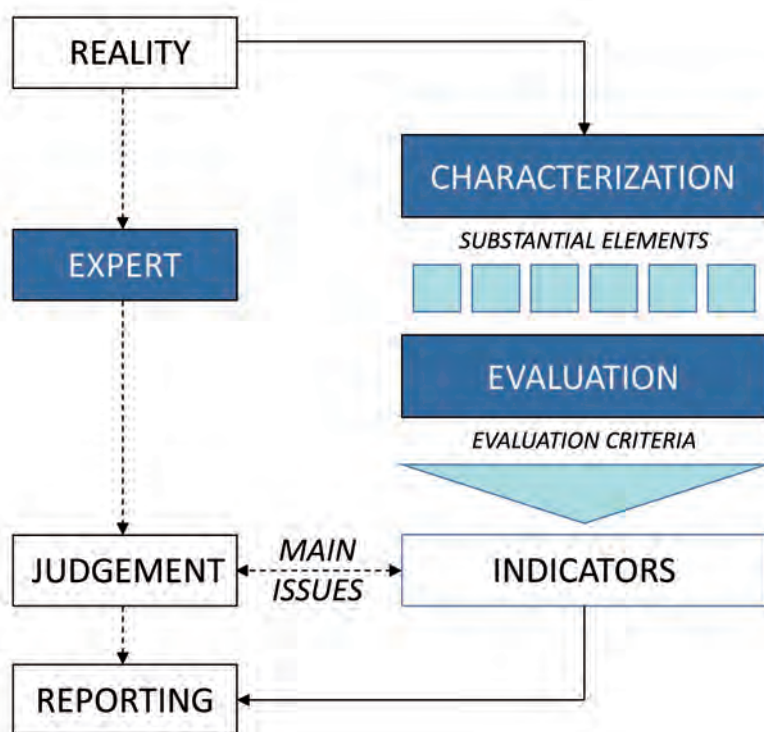 REALITY
CHARACTERIZATION
SUBSTANTIAL ELEMENTS
EXPERT
EVALUATION
EVALUATION CRITERIA
JUDGEMENT
MAIN
ISSUES
INDICATORS
REPORTING